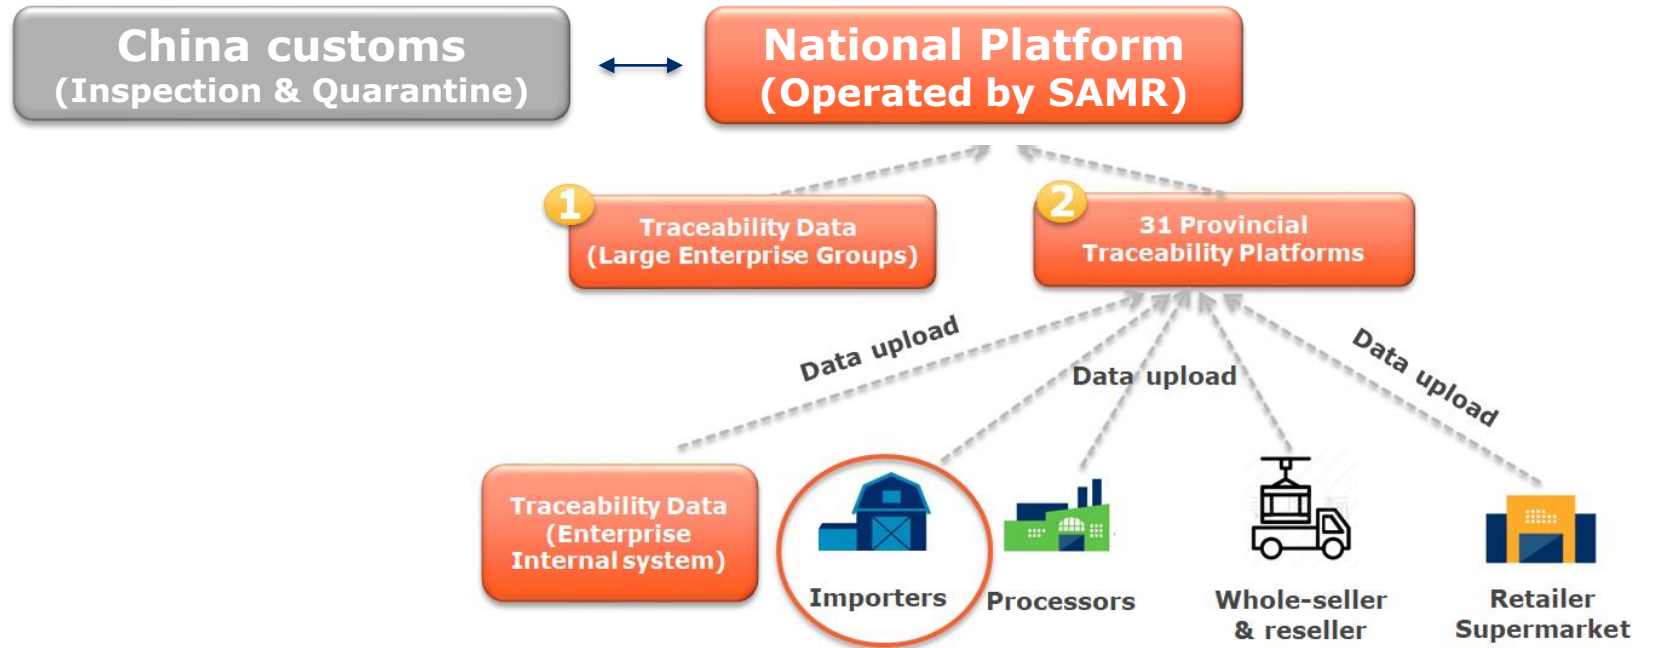 China customs
(Inspection & Quarantine)
National Platform
(Operated by SAMR)
1
Traceability Data
(Large Enterprise Groups)
2
31 Provincial
Traceability Platforms
Data upload
Data upload
Data upload
Traceability Data
(Enterprise
Internal system)
Importers
Processors
Whole-seller
& reseller
Retailer
Supermarket